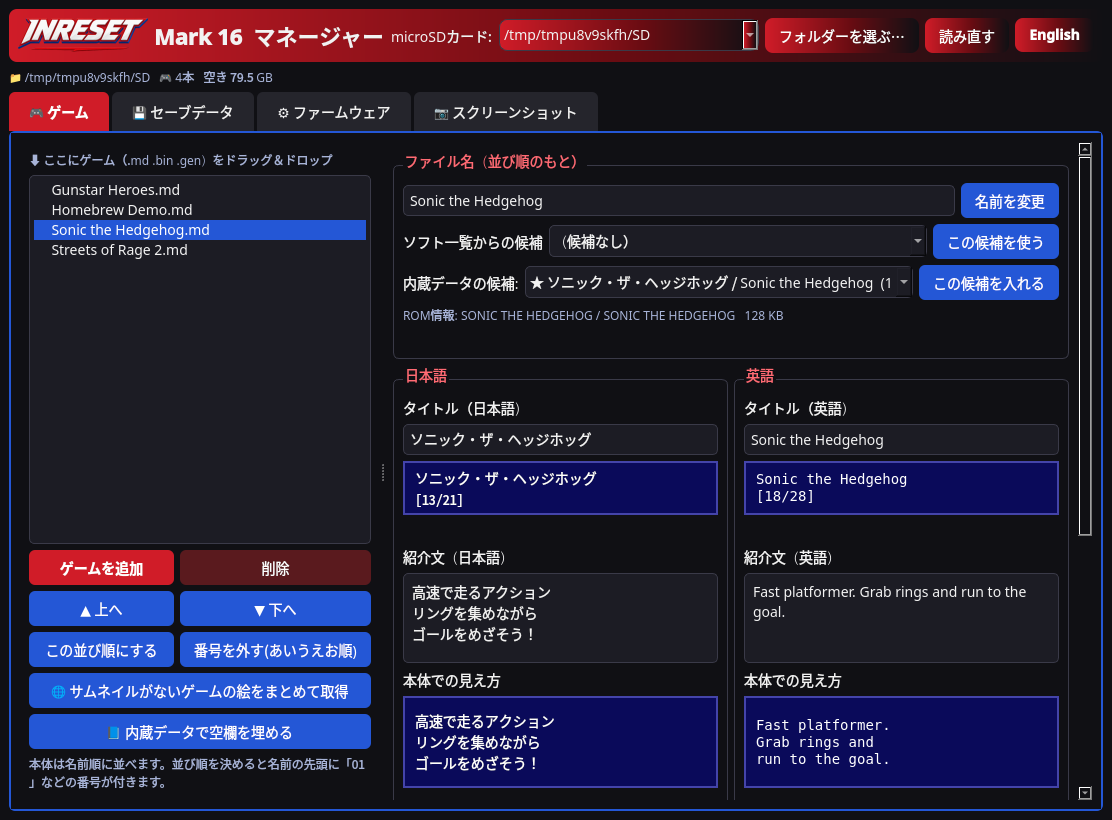 INRESET Mark 16 マネージャー microSDカード: /tmp/tmpu8v9skfh/SD フォルダーを選ぶ… 読み直す English
📁 /tmp/tmpu8v9skfh/SD 🎮 4本 空き 79.5 GB
🎮 ゲーム 💾 セーブデータ ⚙ ファームウェア 📷 スクリーンショット
⬇ ここにゲーム（.md .bin .gen）をドラッグ＆ドロップ
Gunstar Heroes.md
Homebrew Demo.md
Sonic the Hedgehog.md
Streets of Rage 2.md
ゲームを追加 削除
▲ 上へ ▼ 下へ
この並び順にする 番号を外す(あいうえお順)
🌐 サムネイルがないゲームの絵をまとめて取得
📘 内蔵データで空欄を埋める
本体は名前順に並べます。並び順を決めると名前の先頭に「01
」などの番号が付きます。
ファイル名（並び順のもと）
Sonic the Hedgehog 名前を変更
ソフト一覧からの候補 （候補なし） この候補を使う
内蔵データの候補: ★ ソニック・ザ・ヘッジホッグ / Sonic the Hedgehog (1 この候補を入れる
ROM情報: SONIC THE HEDGEHOG / SONIC THE HEDGEHOG 128 KB
日本語
タイトル（日本語）
ソニック・ザ・ヘッジホッグ
ソニック・ザ・ヘッジホッグ
[13/21]
紹介文（日本語）
高速で走るアクション
リングを集めながら
ゴールをめざそう！
本体での見え方
高速で走るアクション
リングを集めながら
ゴールをめざそう！
英語
タイトル（英語）
Sonic the Hedgehog
Sonic the Hedgehog
[18/28]
紹介文（英語）
Fast platformer. Grab rings and run to the
goal.
本体での見え方
Fast platformer.
Grab rings and
run to the goal.